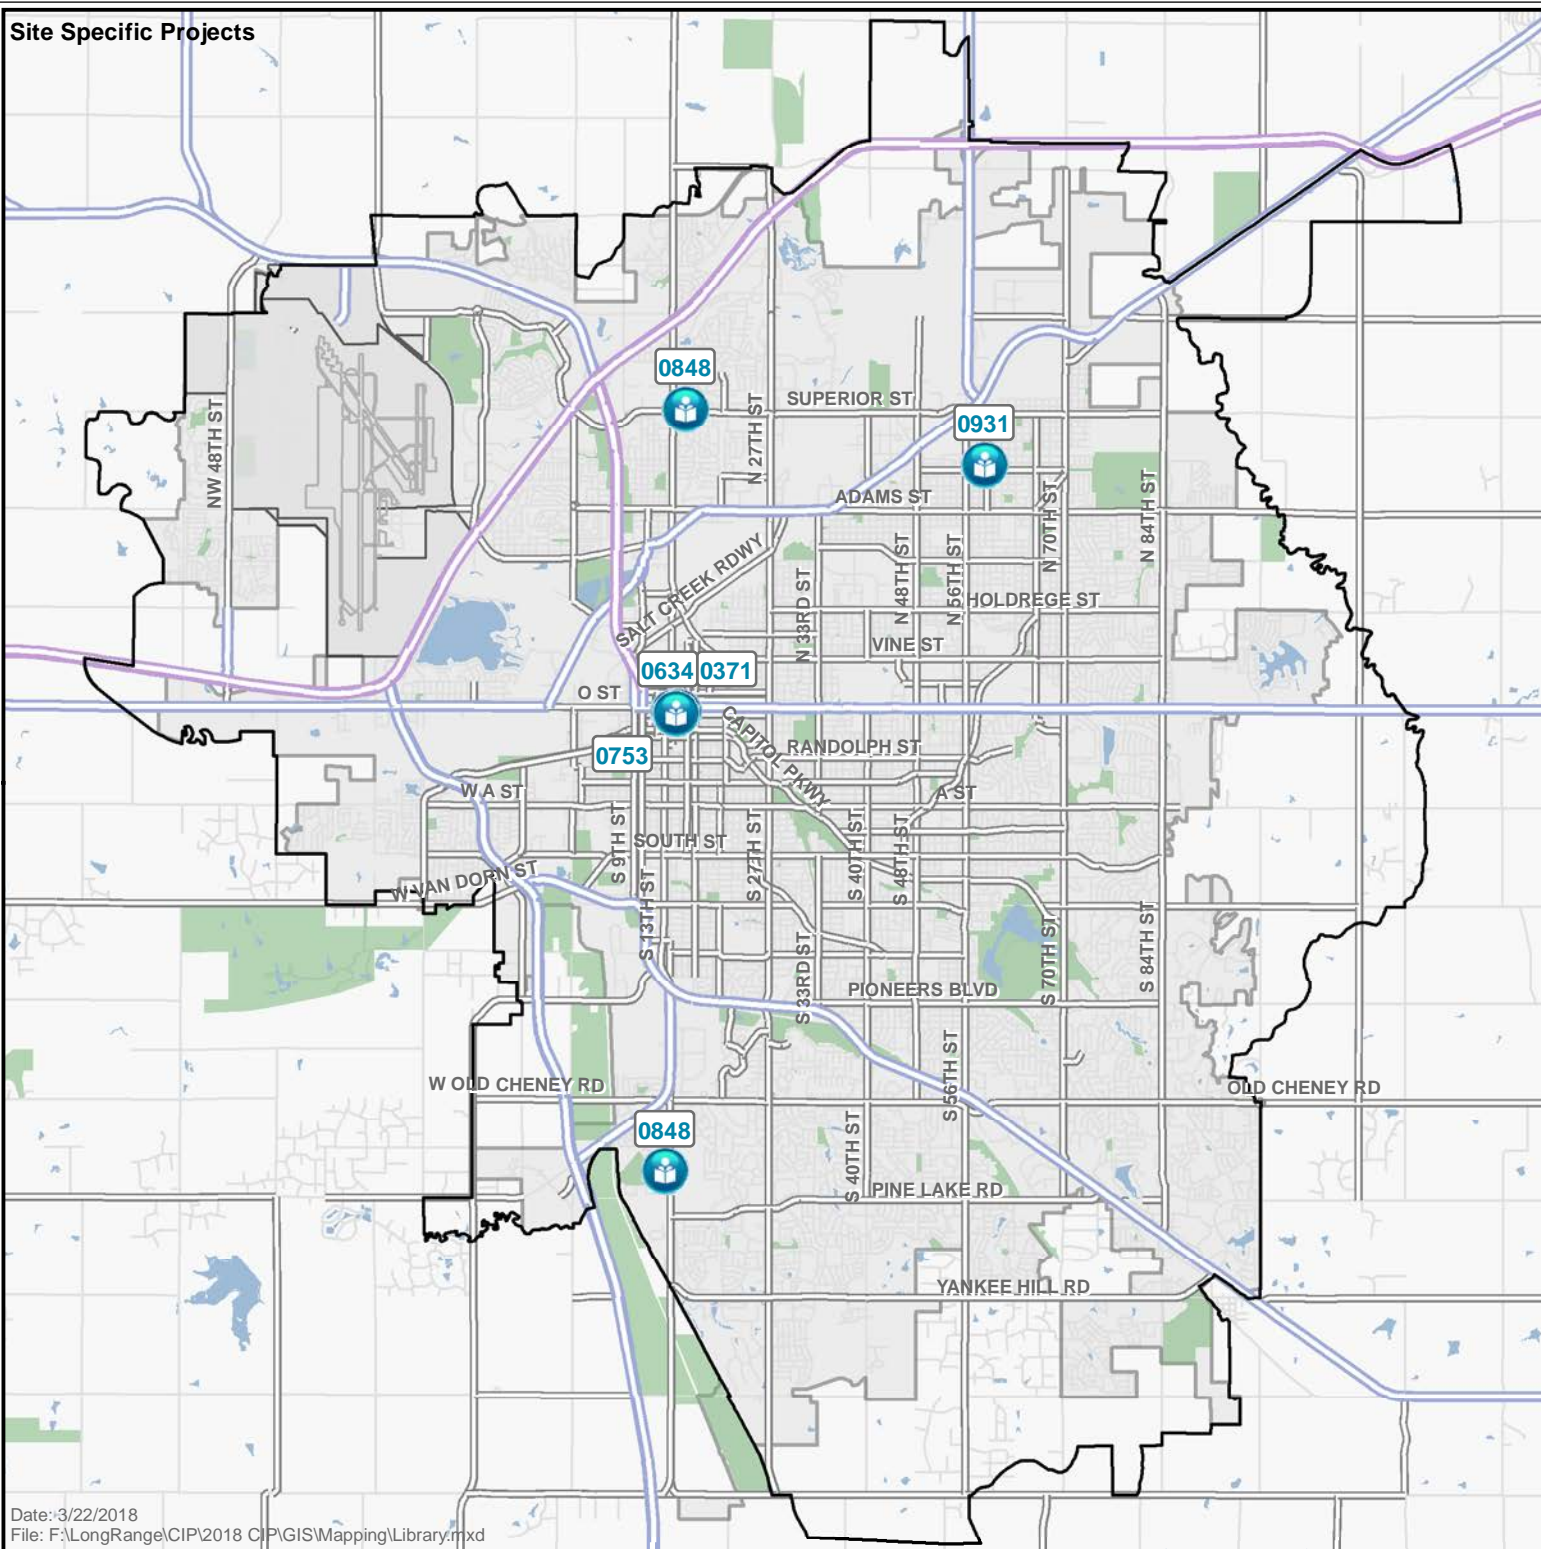 Site Specific Projects
0848
SUPERIOR ST
N 27TH ST
0931
NW 48TH ST
ADAMS ST
N 70TH ST
N 84TH ST
SALT CREEK RDWY
N 33RD ST
N 48TH ST
N 56TH ST
HOLDREGE ST
VINE ST
0634
0371
O ST
CAPITOL PKWY
0753
RANDOLPH ST
W A ST
A ST
S 9TH ST
SOUTH ST
S 27TH ST
S 40TH ST
S 48TH ST
W VAN DORN ST
S 13TH ST
S 33RD ST
S 70TH ST
S 84TH ST
PIONEERS BLVD
S 56TH ST
W OLD CHENEY RD
OLD CHENEY RD
0848
S 40TH ST
PINE LAKE RD
YANKEE HILL RD
Date: 3/22/2018
File: F:\LongRange\CIP\2018 CIP\GIS\Mapping\Library.mxd